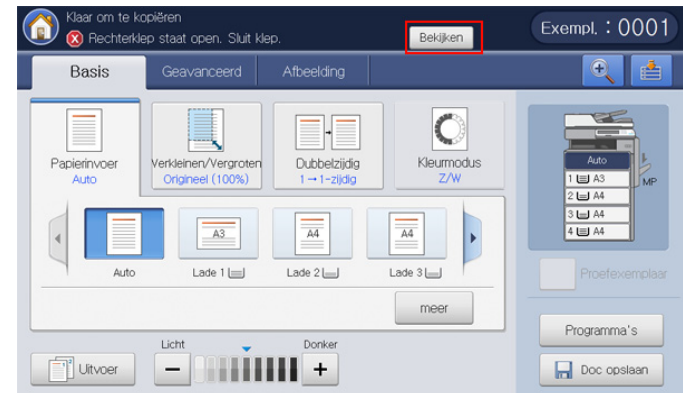 Klaar om te kopiëren
Rechterklep staat open. Sluit klep.
Bekijken
Exempl. : 0001
Basis
Geavanceerd
Afbeelding
Papierinvoer
Auto
Verkleinen/Vergroten
Origineel (100%)
Dubbelzijdig
1→1-zijdig
Kleurmodus
Z/W
Auto
A3
Lade 1
A4
Lade 2
A4
Lade 3
meer
Licht
Donker
Uitvoer
−
+
Auto
1 A3
2 A4
3 A4
4 A4
MP
Proefexemplaar
Programma's
Doc opslaan